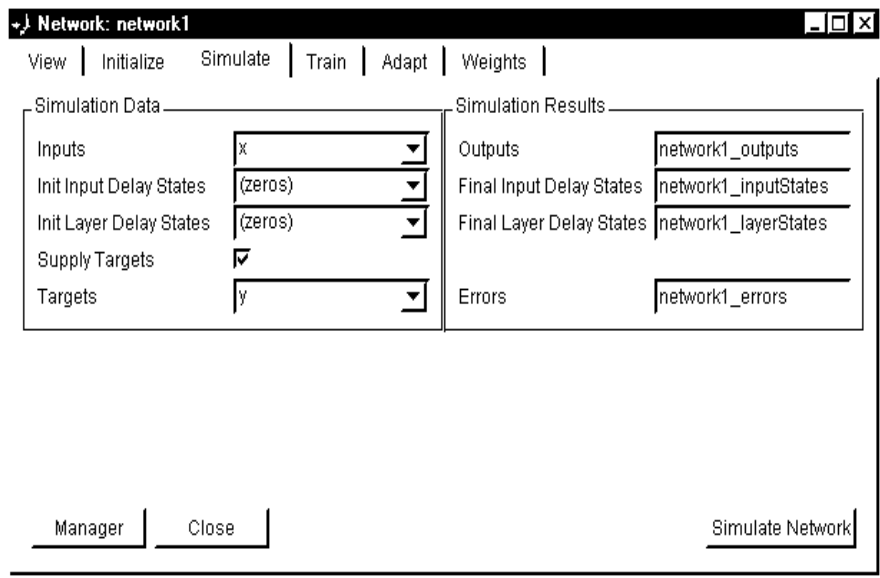 Network: network1
View Initialize Simulate Train Adapt Weights
Simulation Data
Inputs x
Init Input Delay States (zeros)
Init Layer Delay States (zeros)
Supply Targets
Targets y
Simulation Results
Outputs network1_outputs
Final Input Delay States network1_inputStates
Final Layer Delay States network1_layerStates
Errors network1_errors
Manager Close Simulate Network